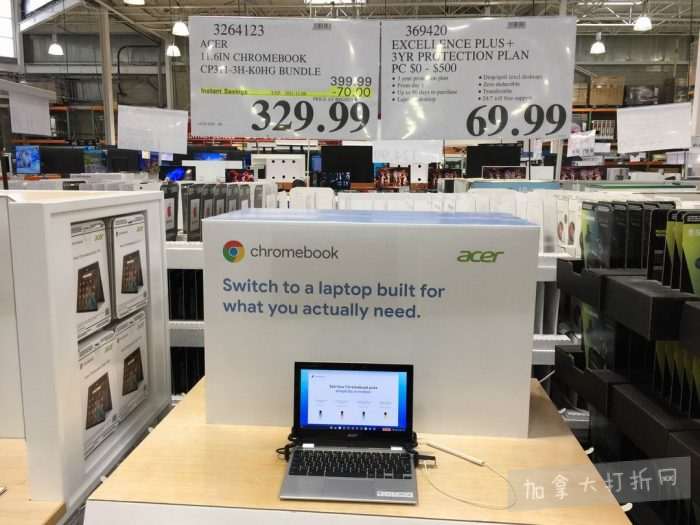 3264123
ACER
11.6IN CHROMEBOOK
CP311-3H-K0HG BUNDLE
399.99
Instant Savings
-70.00
329.99
369420
EXCELLENCE PLUS+
3YR PROTECTION PLAN
PC $0 - $500
69.99
chromebook
acer
Switch to a laptop built for
what you actually need.
acer
加拿大打折网